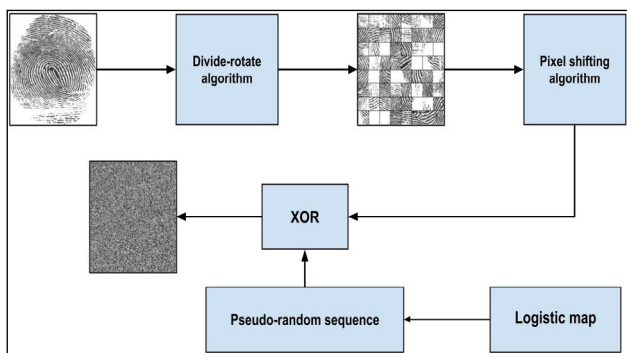 Divide-rotate
algorithm
Pixel shifting
algorithm
XOR
Pseudo-random sequence
Logistic map